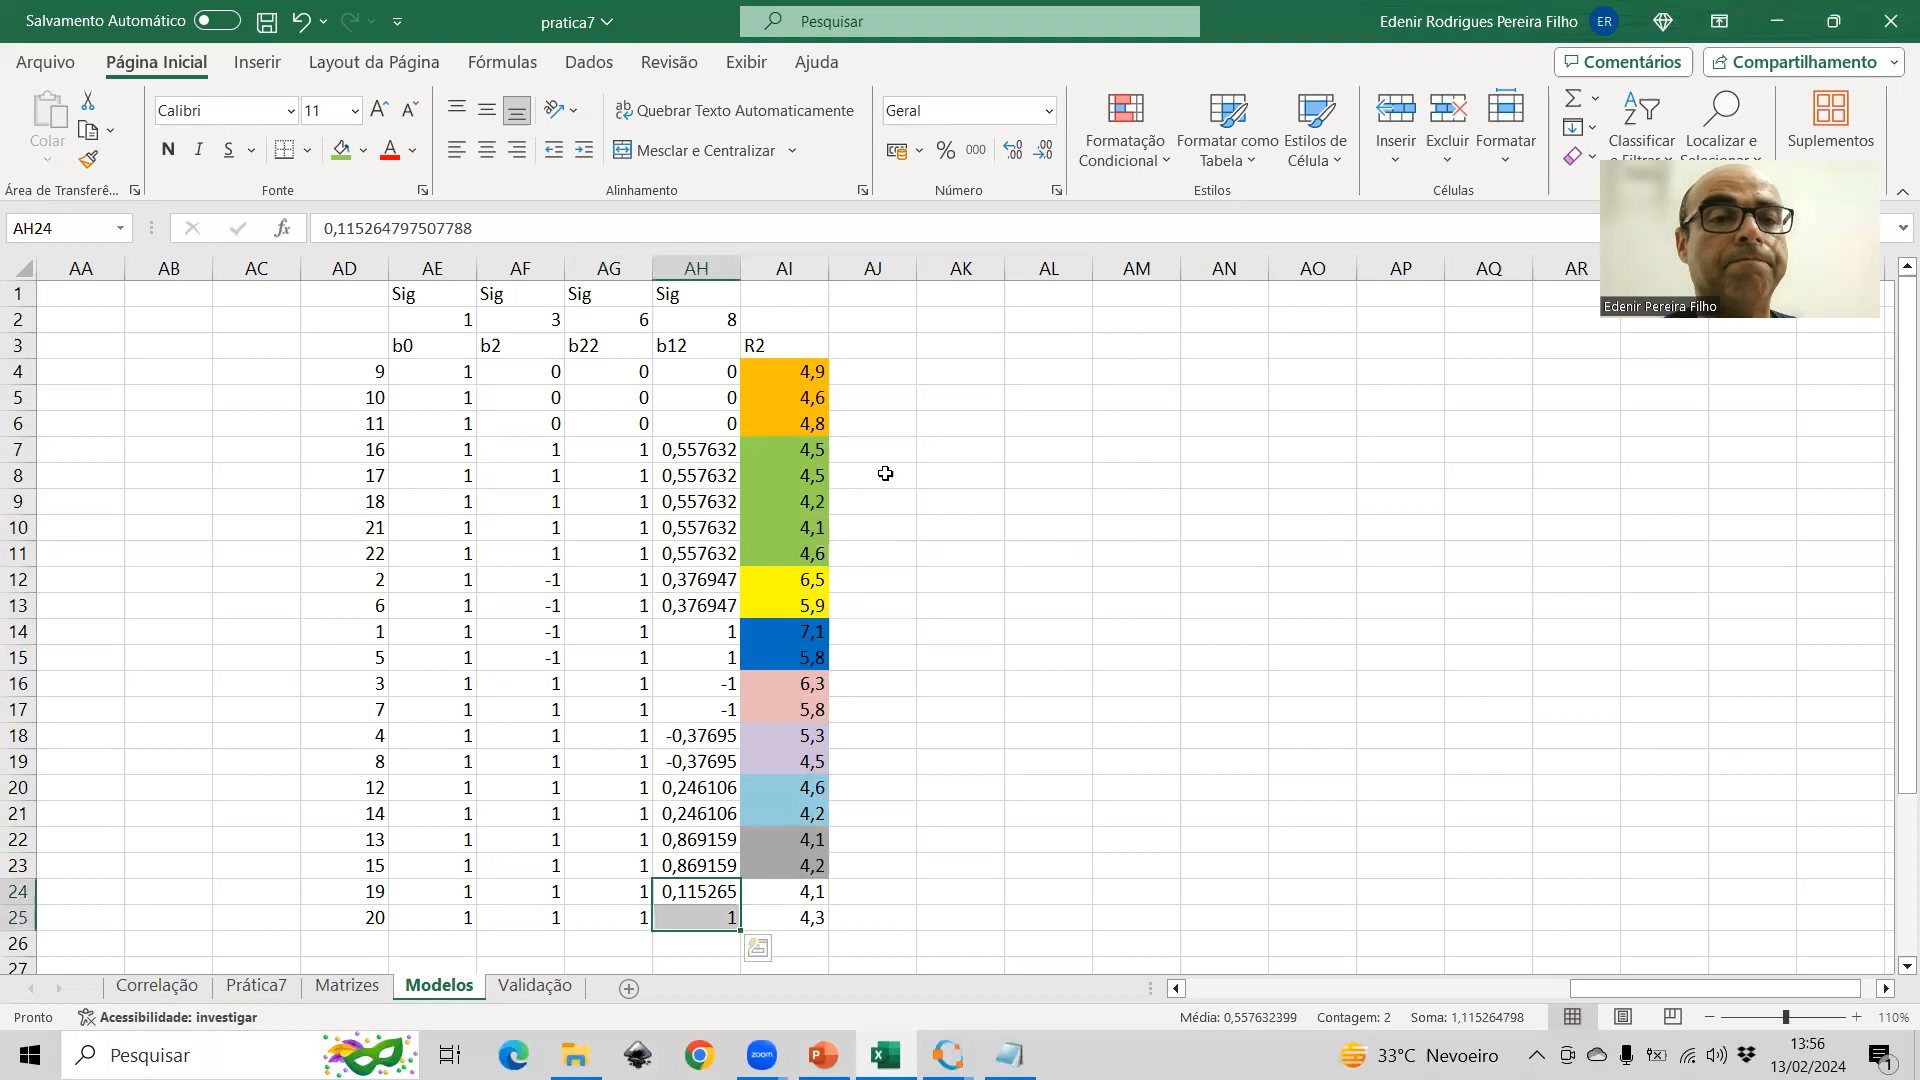 Salvamento Automático
pratica7
Pesquisar
Edenir Rodrigues Pereira Filho
ER
Arquivo
Página Inicial
Inserir
Layout da Página
Fórmulas
Dados
Revisão
Exibir
Ajuda
Comentários
Compartilhamento
Colar
Calibri
11
Quebrar Texto Automaticamente
Mesclar e Centralizar
Geral
Formatação Condicional
Formatar como Tabela
Estilos de Célula
Inserir
Excluir
Formatar
Classificar
Localizar e
Suplementos
Área de Transferê...
Fonte
Alinhamento
Número
Estilos
Células
AH24
0,115264797507788
Edenir Pereira Filho
AA AB AC AD AE AF AG AH AI AJ AK AL AM AN AO AP AQ AR
1 Sig Sig Sig Sig
2 1 3 6 8
3 b0 b2 b22 b12 R2
4 9 1 0 0 0 4,9
5 10 1 0 0 0 4,6
6 11 1 0 0 0 4,8
7 16 1 1 1 0,557632 4,5
8 17 1 1 1 0,557632 4,5
9 18 1 1 1 0,557632 4,2
10 21 1 1 1 0,557632 4,1
11 22 1 1 1 0,557632 4,6
12 2 1 -1 1 0,376947 6,5
13 6 1 -1 1 0,376947 5,9
14 1 1 -1 1 1 7,1
15 5 1 -1 1 1 5,8
16 3 1 1 1 -1 6,3
17 7 1 1 1 -1 5,8
18 4 1 1 1 -0,37695 5,3
19 8 1 1 1 -0,37695 4,5
20 12 1 1 1 0,246106 4,6
21 14 1 1 1 0,246106 4,2
22 13 1 1 1 0,869159 4,1
23 15 1 1 1 0,869159 4,2
24 19 1 1 1 0,115265 4,1
25 20 1 1 1 1 4,3
26
27
Correlação
Prática7
Matrizes
Modelos
Validação
Pronto
Acessibilidade: investigar
Média: 0,557632399
Contagem: 2
Soma: 1,115264798
110%
Pesquisar
zoom
33°C Nevoeiro
13:56
13/02/2024
1